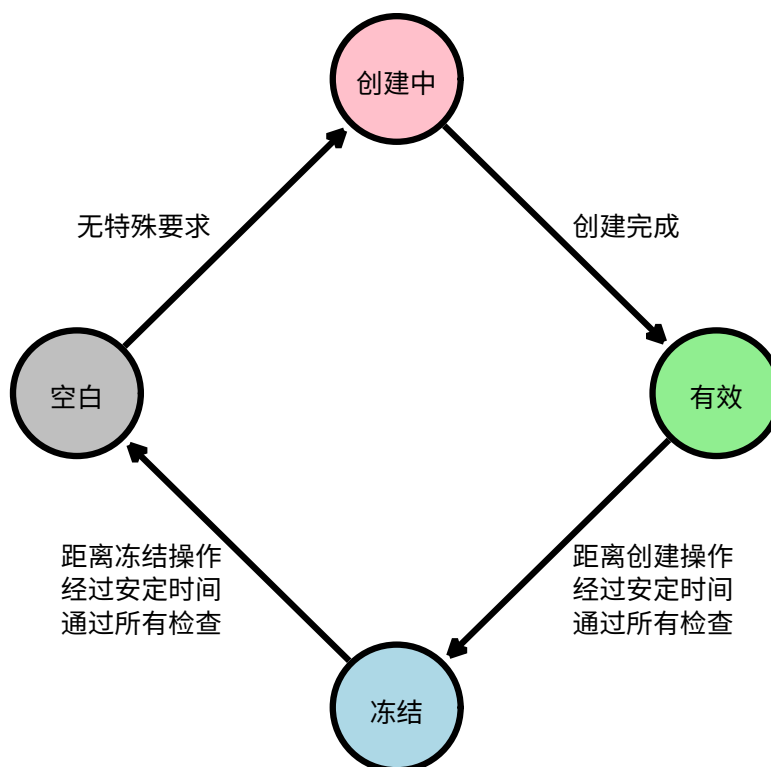 创建中
无特殊要求
创建完成
空白
有效
距离冻结操作
经过安定时间
通过所有检查
距离创建操作
经过安定时间
通过所有检查
冻结